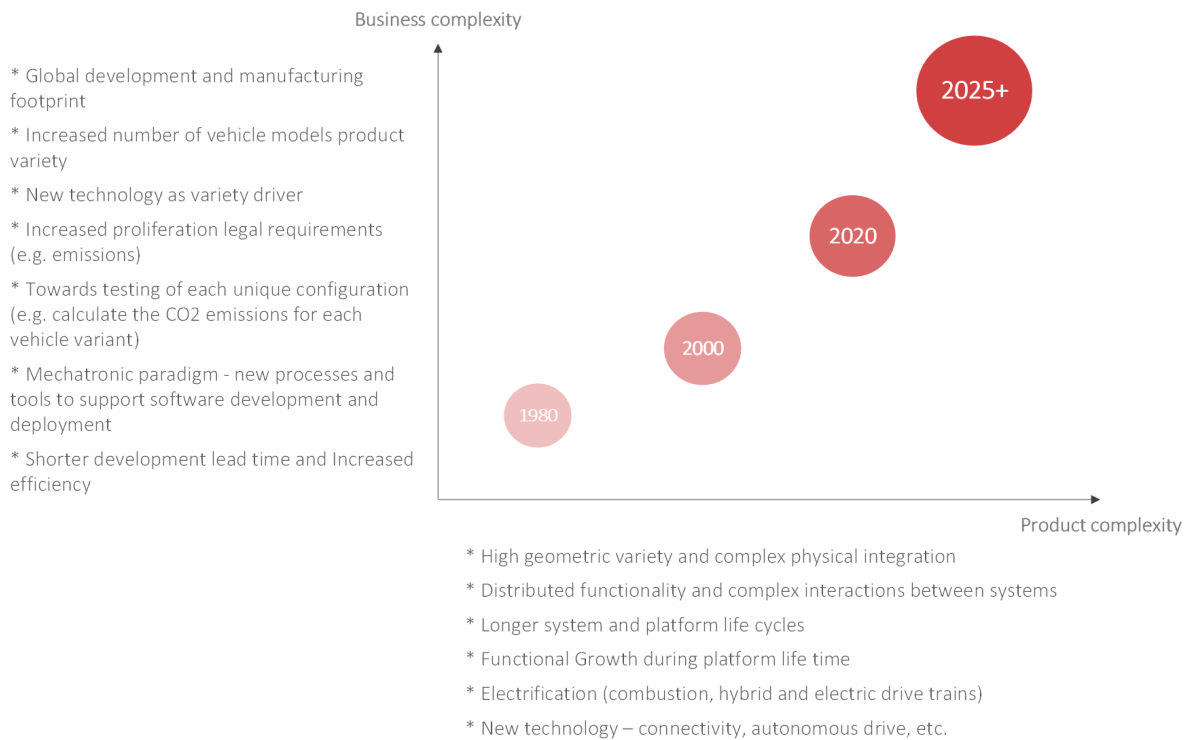 Business complexity
* Global development and manufacturing
footprint
* Increased number of vehicle models product
variety
* New technology as variety driver
* Increased proliferation legal requirements
(e.g. emissions)
* Towards testing of each unique configuration
(e.g. calculate the CO2 emissions for each
vehicle variant)
* Mechatronic paradigm - new processes and
tools to support software development and
deployment
* Shorter development lead time and Increased
efficiency
2025+
2020
2000
1980
Product complexity
* High geometric variety and complex physical integration
* Distributed functionality and complex interactions between systems
* Longer system and platform life cycles
* Functional Growth during platform life time
* Electrification (combustion, hybrid and electric drive trains)
* New technology – connectivity, autonomous drive, etc.